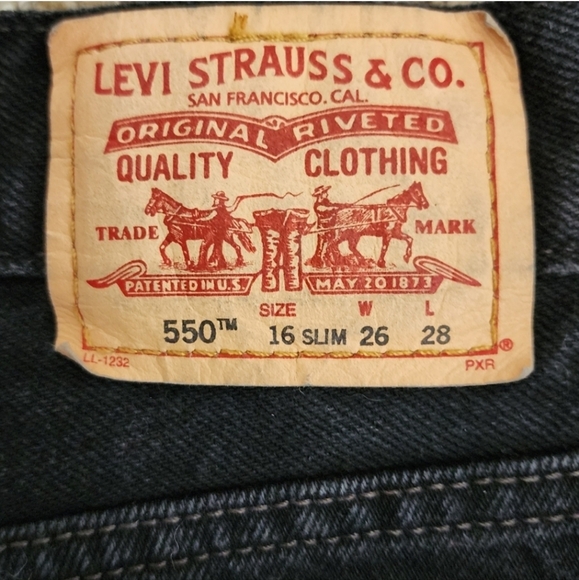 LEVI STRAUSS & CO.
SAN FRANCISCO, CAL.
ORIGINAL RIVETED
QUALITY CLOTHING
TRADE MARK
PATENTED IN U.S. MAY 20 1873
SIZE W L
550™ 16 SLIM 26 28
LL-1232 PXR ®